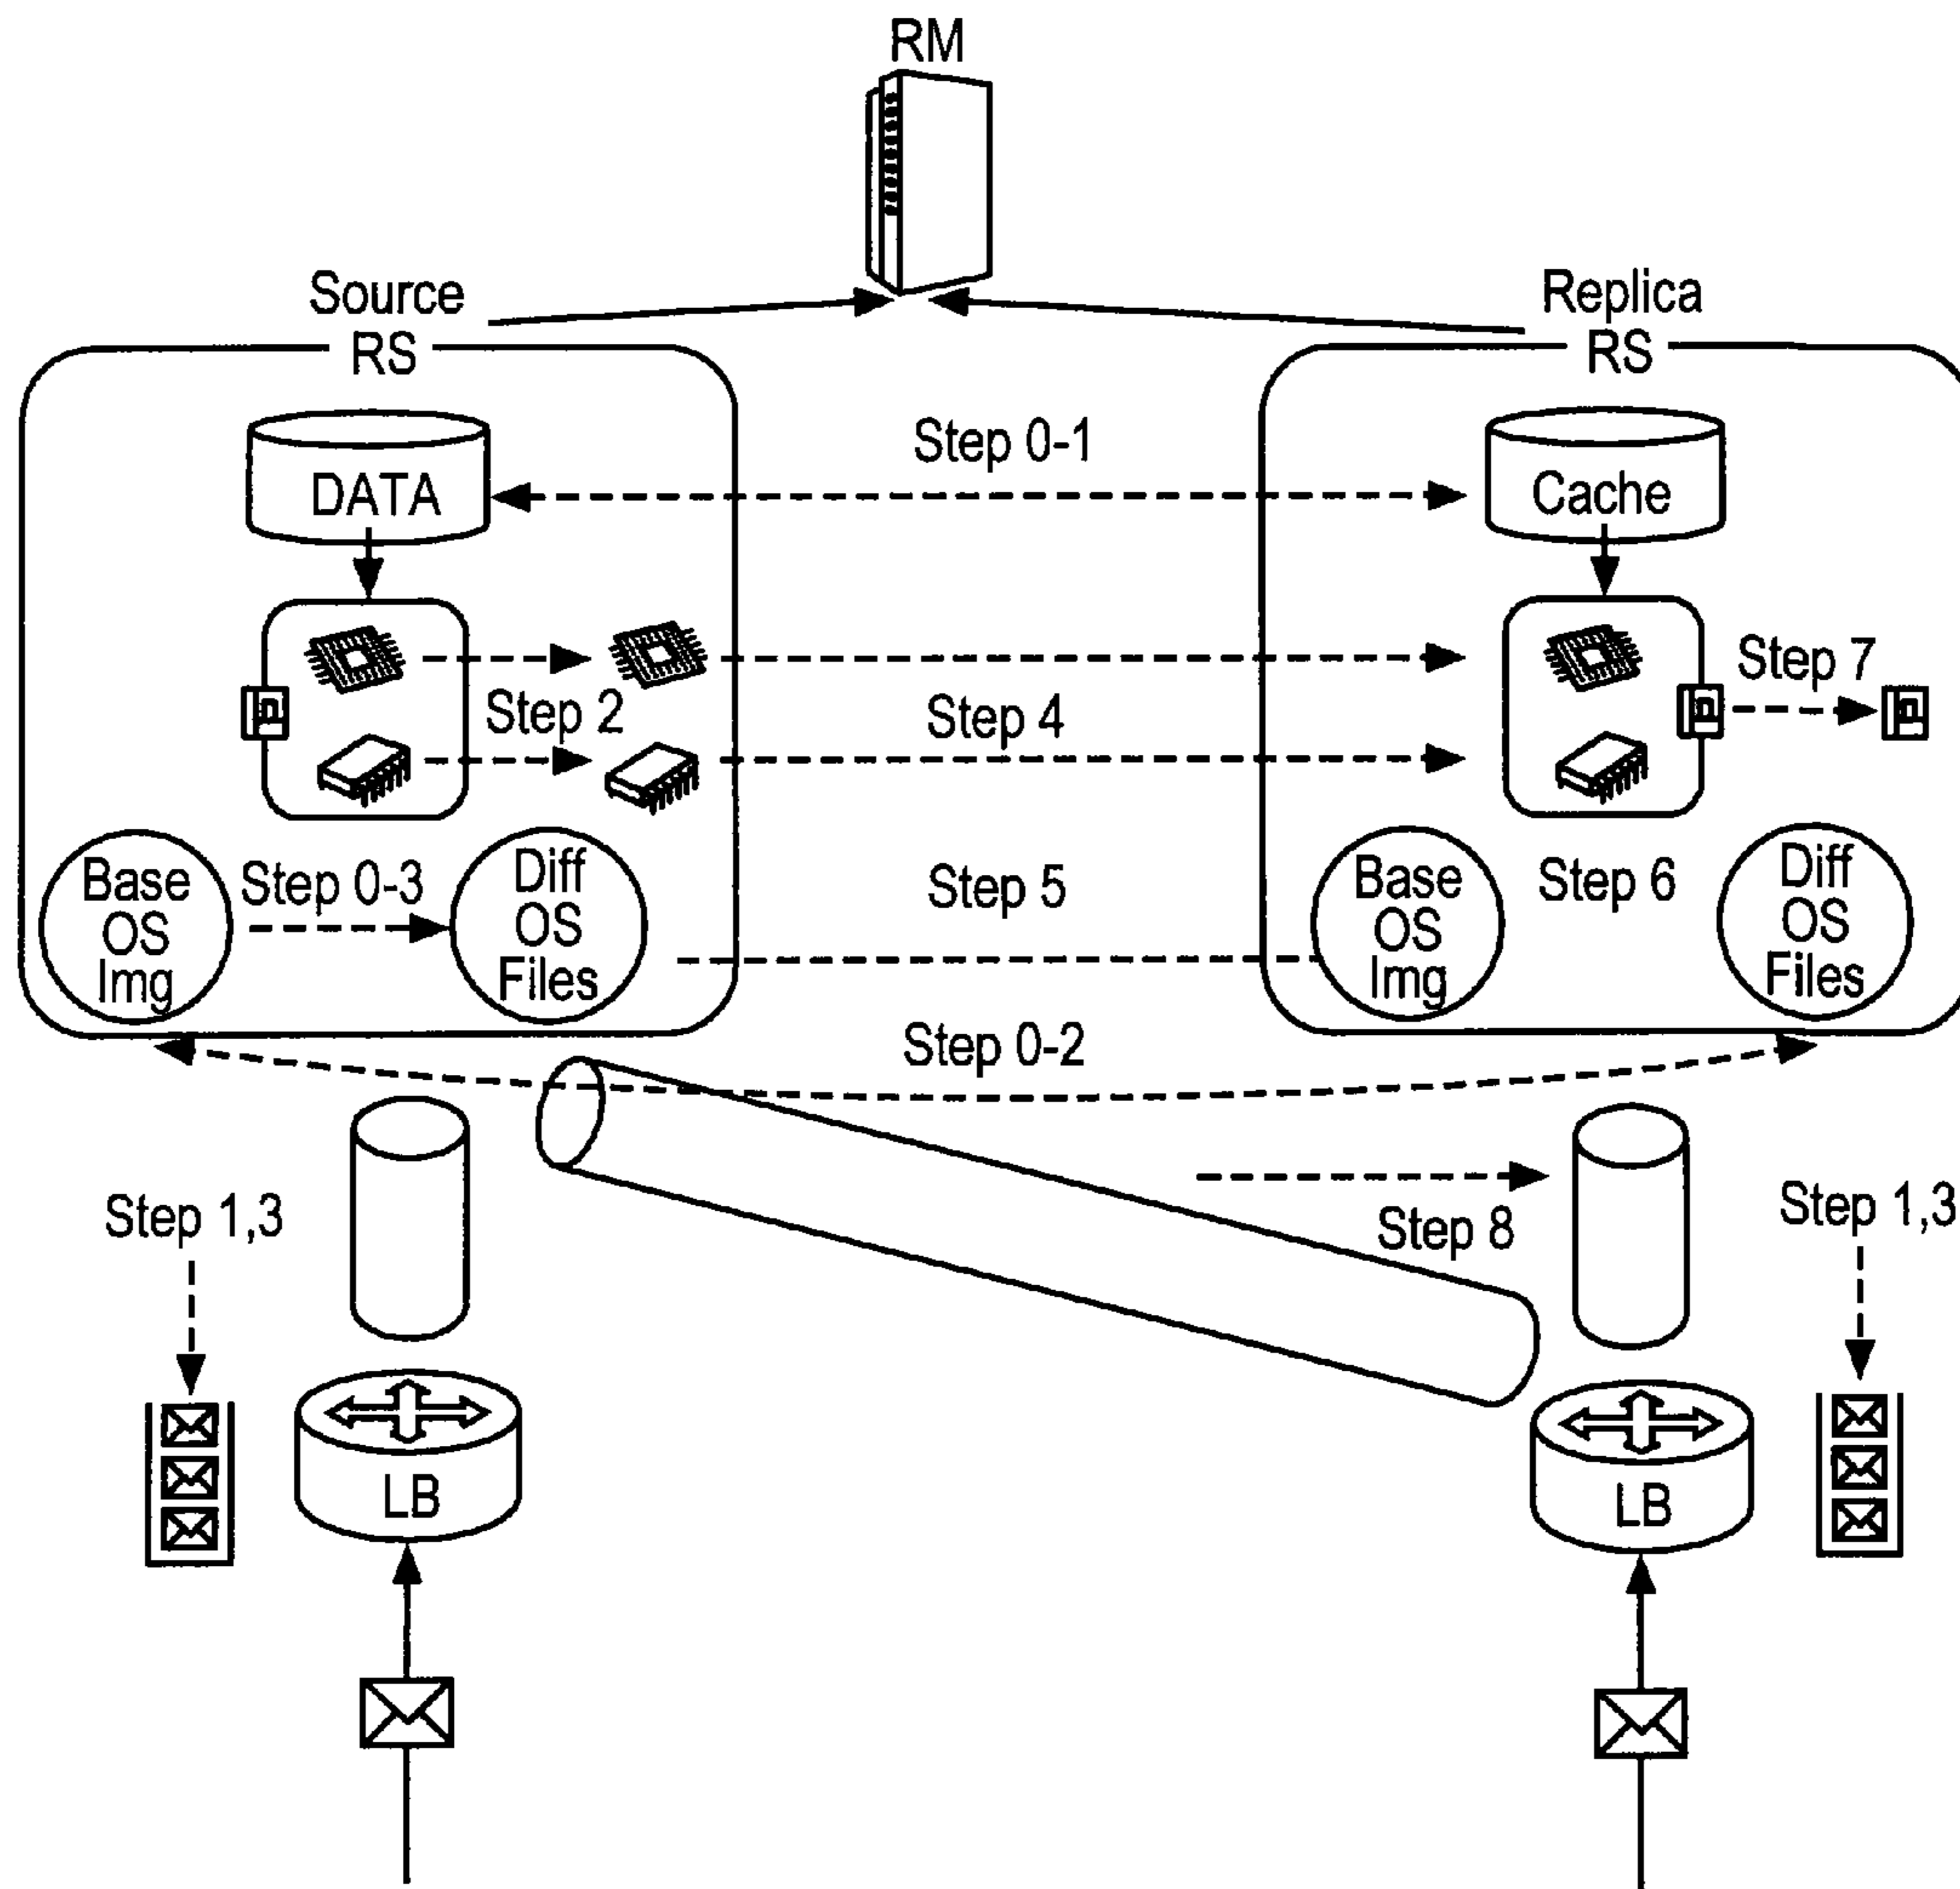 RM
Source
RS
Replica
RS
Step 0-1
DATA
Cache
Step 2
Step 4
Step 7
Base
OS
Img
Step 0-3
Diff
OS
Files
Step 5
Base
OS
Img
Step 6
Diff
OS
Files
Step 0-2
Step 1,3
Step 8
Step 1,3
LB
LB